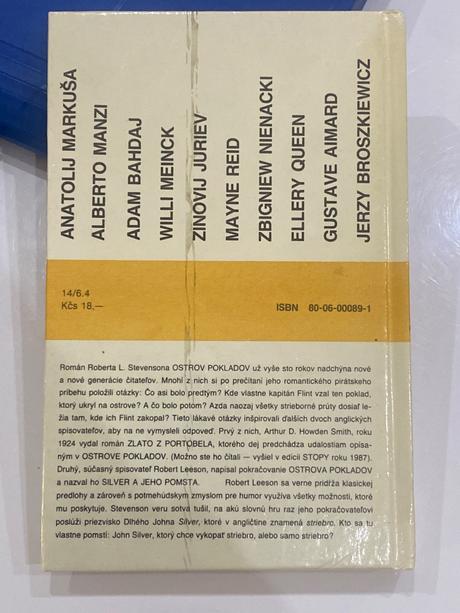 ANATOLIJ MARKUŠA
ALBERTO MANZI
ADAM BAHDAJ
WILLI MEINCK
ZINOVIJ JURIEV
MAYNE REID
ZBIGNIEW NIENACKI
ELLERY QUEEN
GUSTAVE AIMARD
JERZY BROSZKIEWICZ
14/6.4
Kčs 18,—
ISBN 80-06-00089-1
Román Roberta L. Stevensona OSTROV POKLADOV už vyše sto rokov nadchýna nové
a nové generácie čitateľov. Mnohí z nich si po prečítaní jeho romantického pirátskeho
príbehu položili otázky: Čo asi bolo predtým? Kde vlastne kapitán Flint vzal ten poklad,
ktorý ukryl na ostrove? A čo bolo potom? Azda naozaj všetky strieborné prúty dosiaľ le-
žia tam, kde ich Flint zakopal? Tieto lákavé otázky inšpirovali ďalších dvoch anglických
spisovateľov, aby na ne vymysleli odpoveď. Prvý z nich, Arthur D. Howden Smith, roku
1924 vydal román ZLATO Z PORTOBELA, ktorého dej predchádza udalostiam opísa-
ným v OSTROVE POKLADOV. (Možno ste ho čítali — vyšiel v edícii STOPY roku 1987).
Druhý, súčasný spisovateľ Robert Leeson, napísal pokračovanie OSTROVA POKLADOV
a nazval ho SILVER A JEHO POMSTA. Robert Leeson sa verne pridŕža klasickej
predlohy a zároveň s potmehúdskym zmyslom pre humor využíva všetky možnosti, ktoré
mu poskytuje. Stevenson veru sotva tušil, na akú slovnú hru raz jeho pokračovateľovi
poslúži priezvisko Dlhého Johna Silver, ktoré v angličtine znamená striebro. Kto sa tu
vlastne pomstí: John Silver, ktorý chce vykopať striebro, alebo samo striebro?